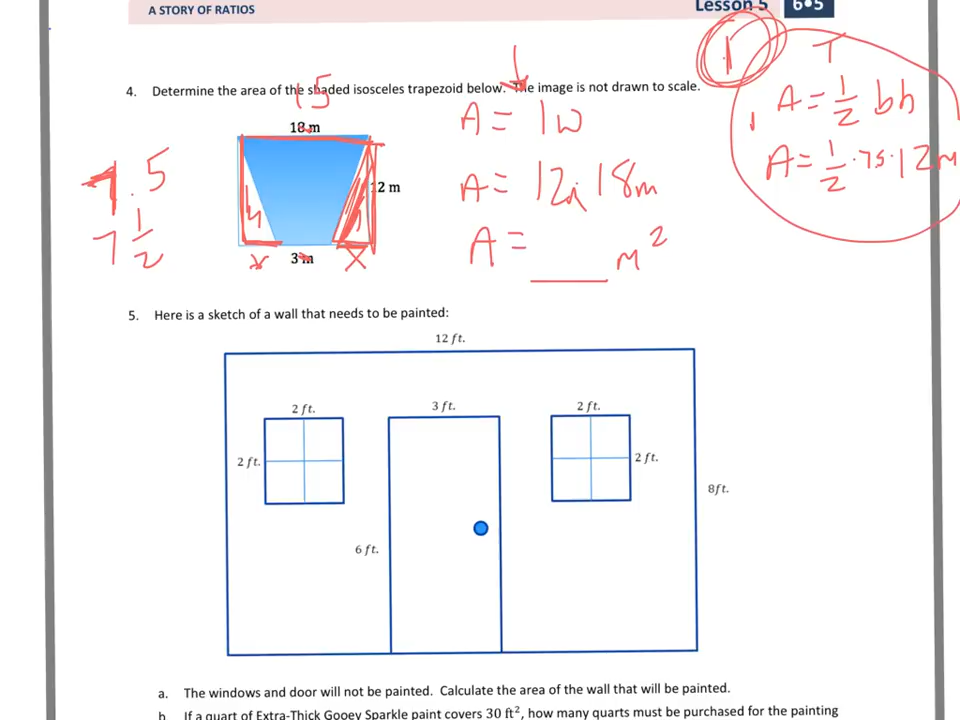 A STORY OF RATIOS
Lesson 5
6•5
1
T
4. Determine the area of the shaded isosceles trapezoid below. The image is not drawn to scale.
15
18 m
A = lw
A = 1/2 bh
7.5
7 1/2
12 m
A = 12 · 18m
A = 1/2 · 7.5 · 12 m
h
x
3 m
x
A = ____ m²
5. Here is a sketch of a wall that needs to be painted:
12 ft.
2 ft.
3 ft.
2 ft.
2 ft.
2 ft.
8ft.
6 ft.
a. The windows and door will not be painted. Calculate the area of the wall that will be painted.
b. If a quart of Extra-Thick Gooey Sparkle paint covers 30 ft², how many quarts must be purchased for the painting